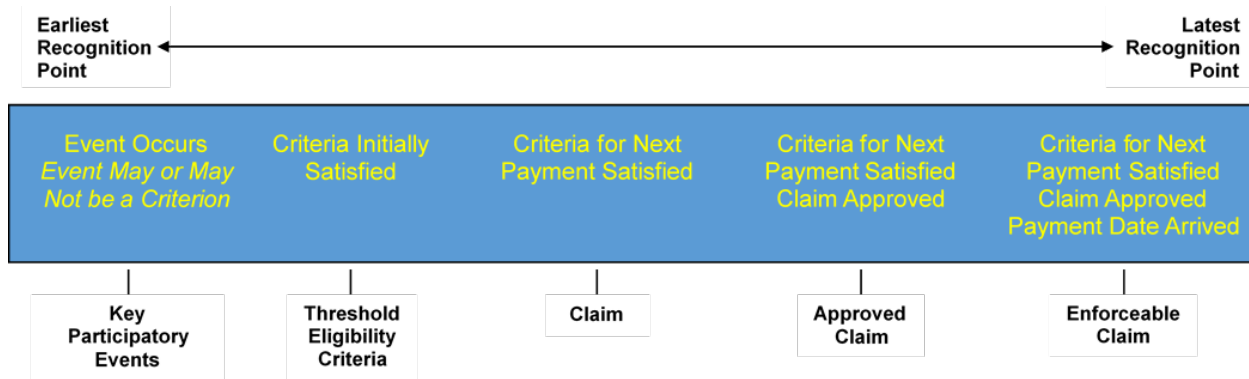 Earliest
Recognition
Point
Latest
Recognition
Point
Event Occurs
Event May or May
Not be a Criterion
Criteria Initially
Satisfied
Criteria for Next
Payment Satisfied
Criteria for Next
Payment Satisfied
Claim Approved
Criteria for Next
Payment Satisfied
Claim Approved
Payment Date Arrived
Key
Participatory
Events
Threshold
Eligibility
Criteria
Claim
Approved
Claim
Enforceable
Claim